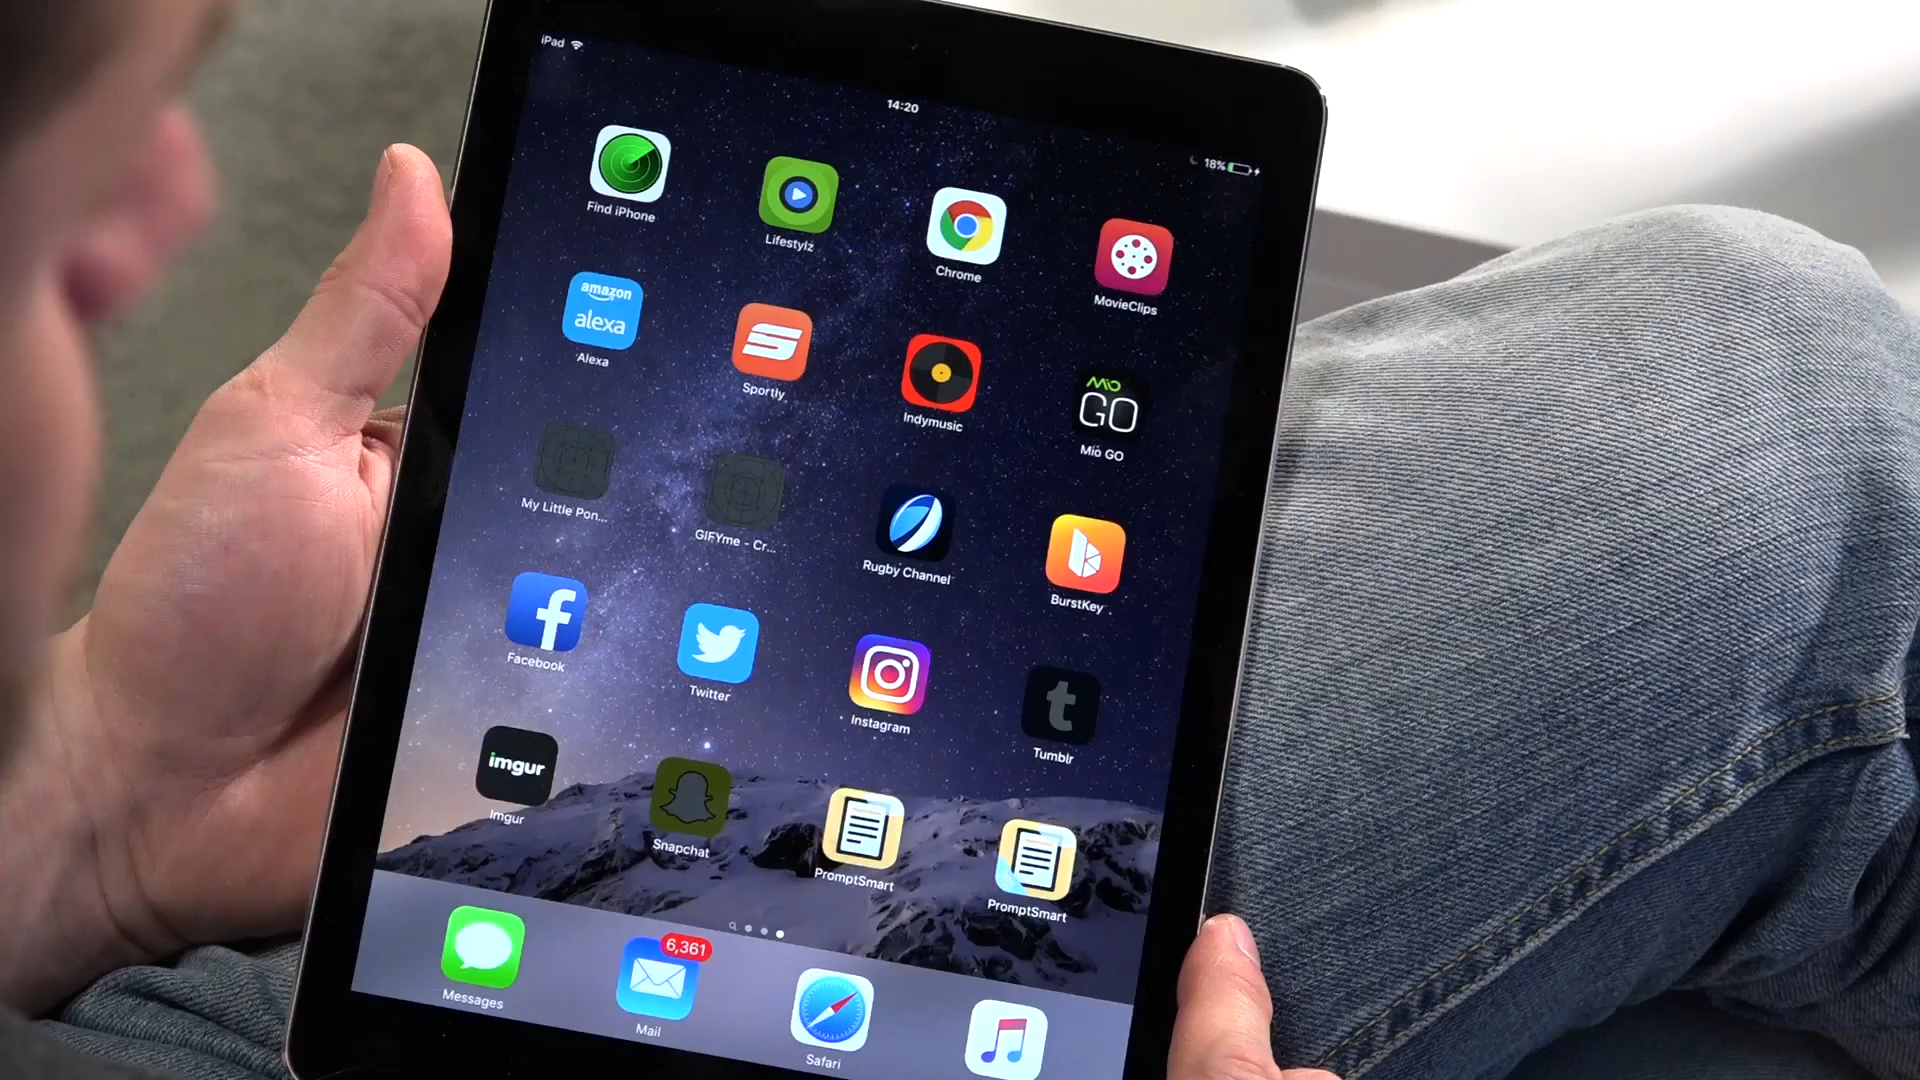 iPad
14:20
18%
Find iPhone
Lifestylz
Chrome
MovieClips
amazon
alexa
Alexa
Sportly
Indymusic
MIO
GO
Mio GO
My Little Pon...
GIFYme - Cr...
Rugby Channel
BurstKey
f
Facebook
Twitter
Instagram
t
Tumblr
imgur
Imgur
Snapchat
PromptSmart
PromptSmart
Messages
6,361
Mail
Safari